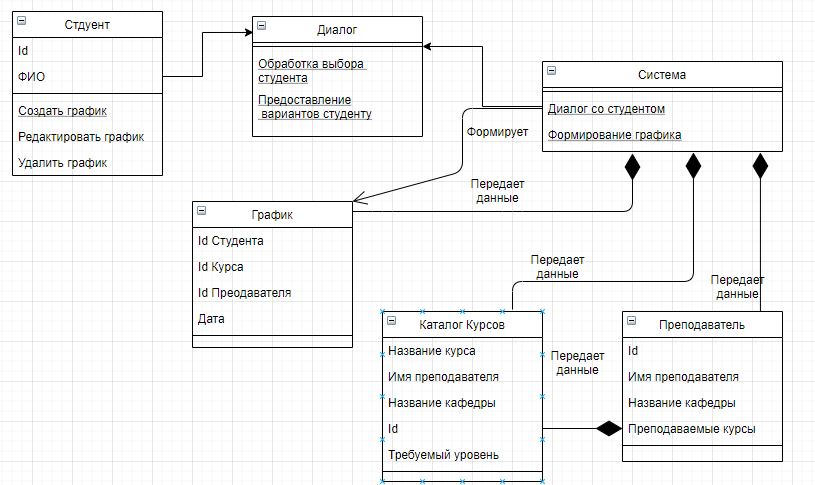 Стдуент
Id
ФИО
Создать график
Редактировать график
Удалить график
Диалог
Обработка выбора
студента
Предоставление
вариантов студенту
Система
Диалог со студентом
Формирование графика
Формирует
Передает
данные
График
Id Студента
Id Курса
Id Преодавателя
Дата
Передает
данные
Передает
данные
Каталог Курсов
Название курса
Имя преподавателя
Название кафедры
Id
Требуемый уровень
Передает
данные
Преподаватель
Id
Имя преподавателя
Название кафедры
Преподаваемые курсы